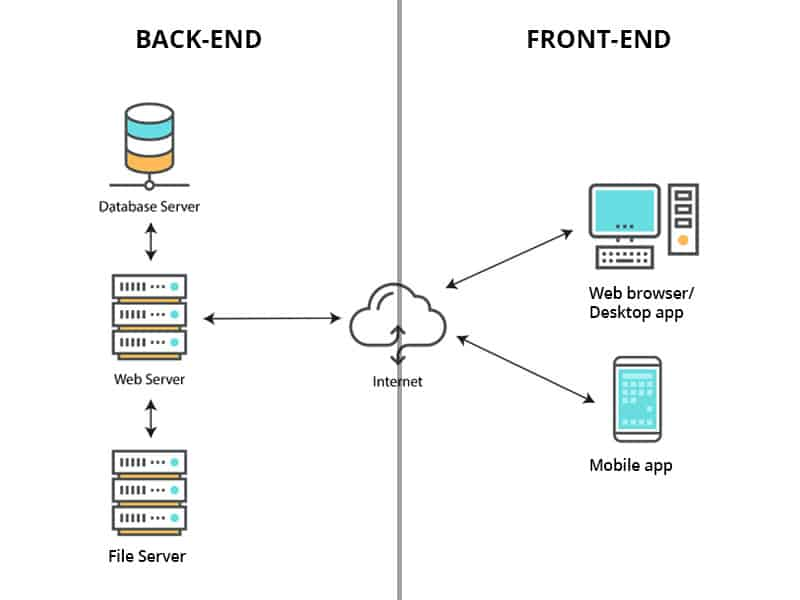 BACK-END
FRONT-END
Database Server
Web Server
File Server
Internet
Web browser/
Desktop app
Mobile app